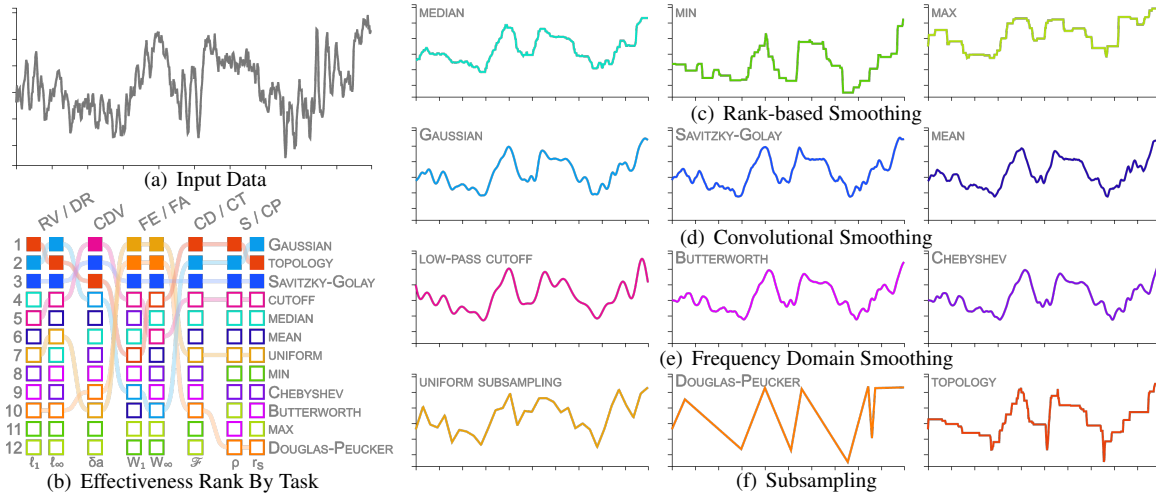 (a) Input Data
RV / DR
CDV
FE / FA
CD / CT
S / CP
1 GAUSSIAN
2 TOPOLOGY
3 SAVITZKY-GOLAY
4 CUTOFF
5 MEDIAN
6 MEAN
7 UNIFORM
8 MIN
9 CHEBYSHEV
10 BUTTERWORTH
11 MAX
12 DOUGLAS-PEUCKER
ℓ₁ ℓ∞ δa W₁ W∞ ℱ ρ rS
(b) Effectiveness Rank By Task
MEDIAN
MIN
MAX
(c) Rank-based Smoothing
GAUSSIAN
SAVITZKY-GOLAY
MEAN
(d) Convolutional Smoothing
LOW-PASS CUTOFF
BUTTERWORTH
CHEBYSHEV
(e) Frequency Domain Smoothing
UNIFORM SUBSAMPLING
DOUGLAS-PEUCKER
TOPOLOGY
(f) Subsampling